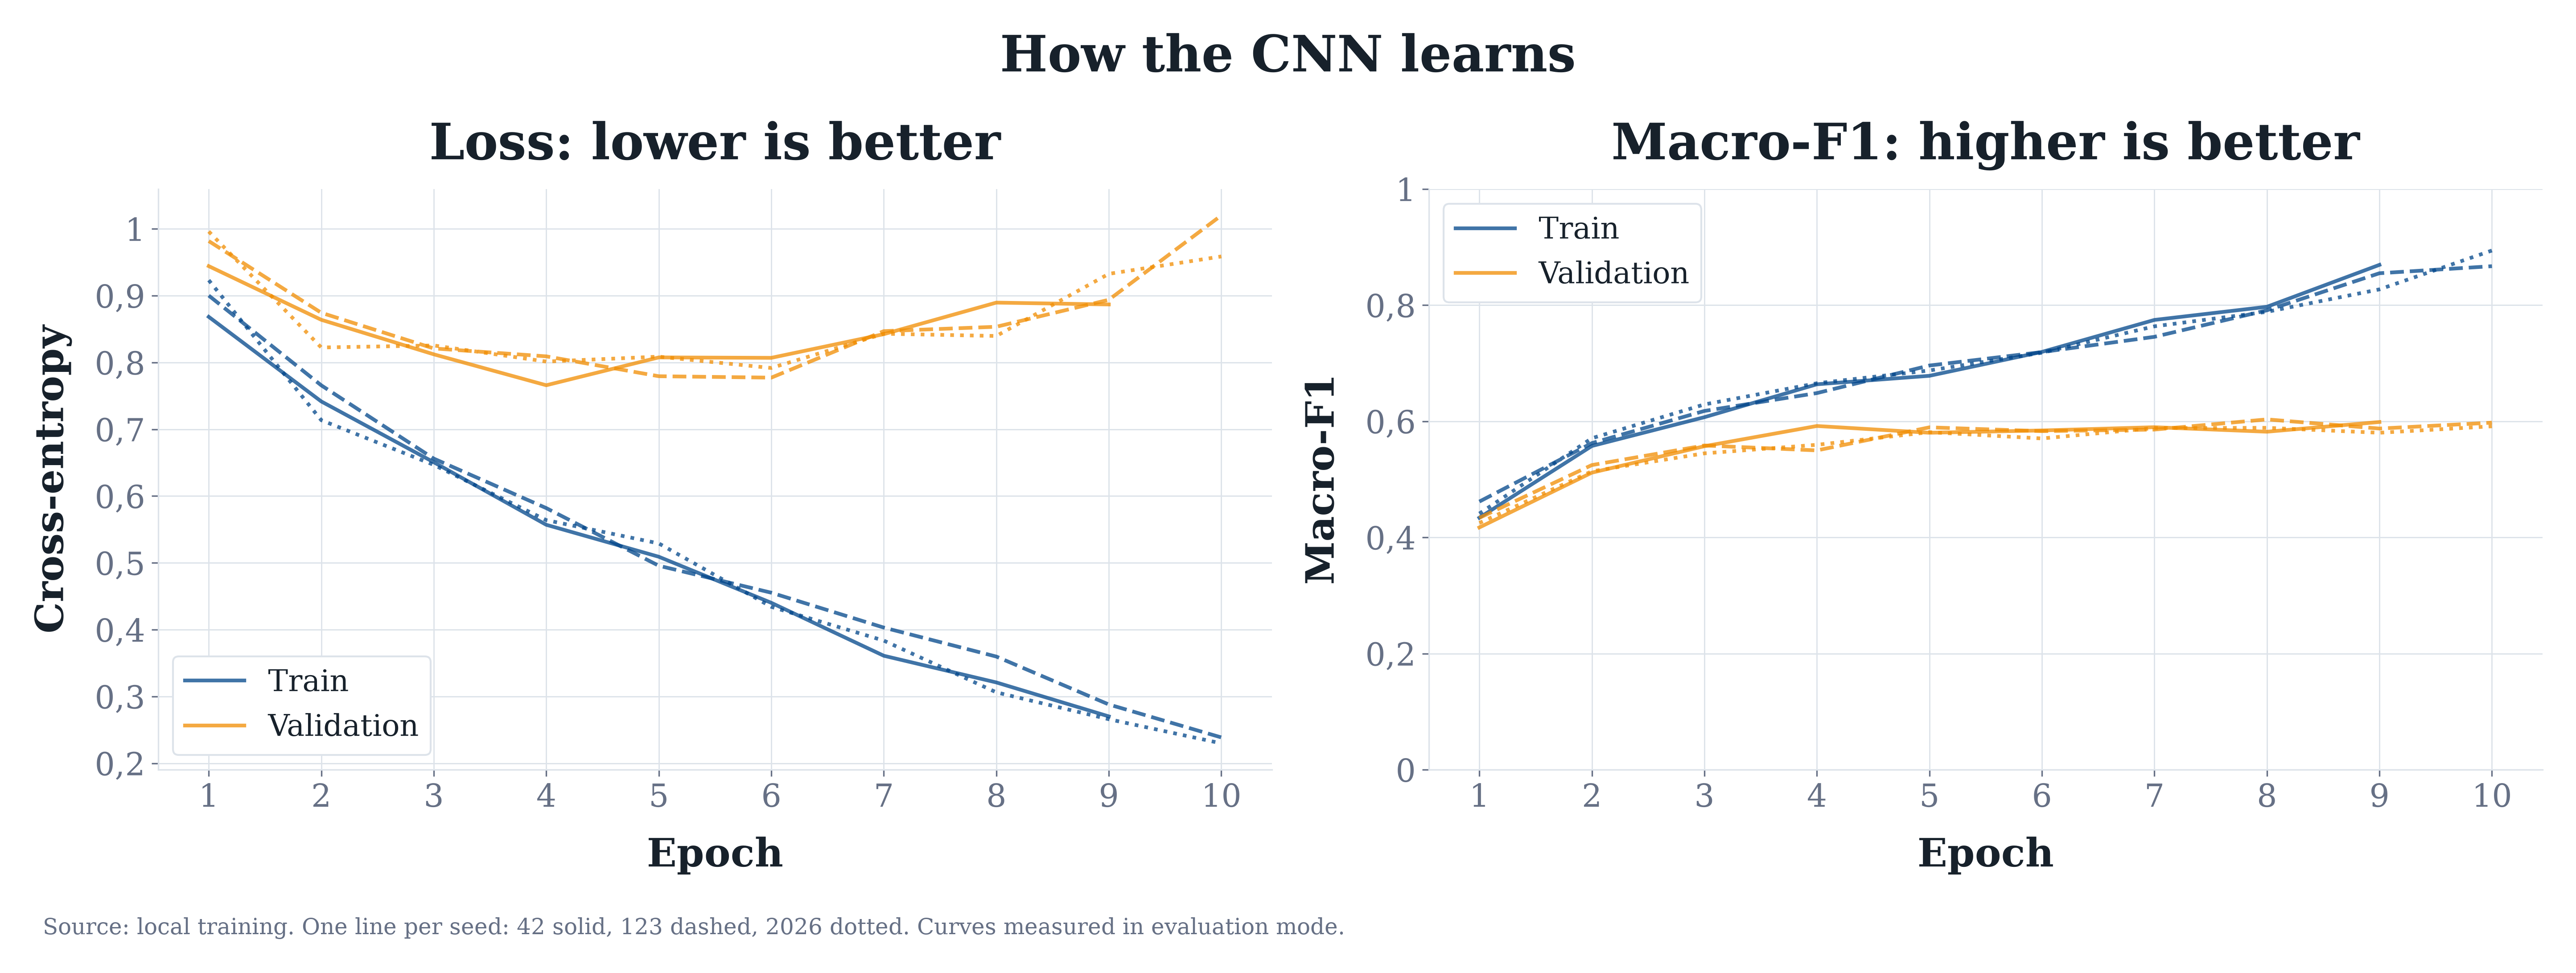 How the CNN learns
Loss: lower is better
Cross-entropy
1
0,9
0,8
0,7
0,6
0,5
0,4
0,3
0,2
Train
Validation
1 2 3 4 5 6 7 8 9 10
Epoch
Macro-F1: higher is better
Macro-F1
1
0,8
0,6
0,4
0,2
0
Train
Validation
1 2 3 4 5 6 7 8 9 10
Epoch
Source: local training. One line per seed: 42 solid, 123 dashed, 2026 dotted. Curves measured in evaluation mode.